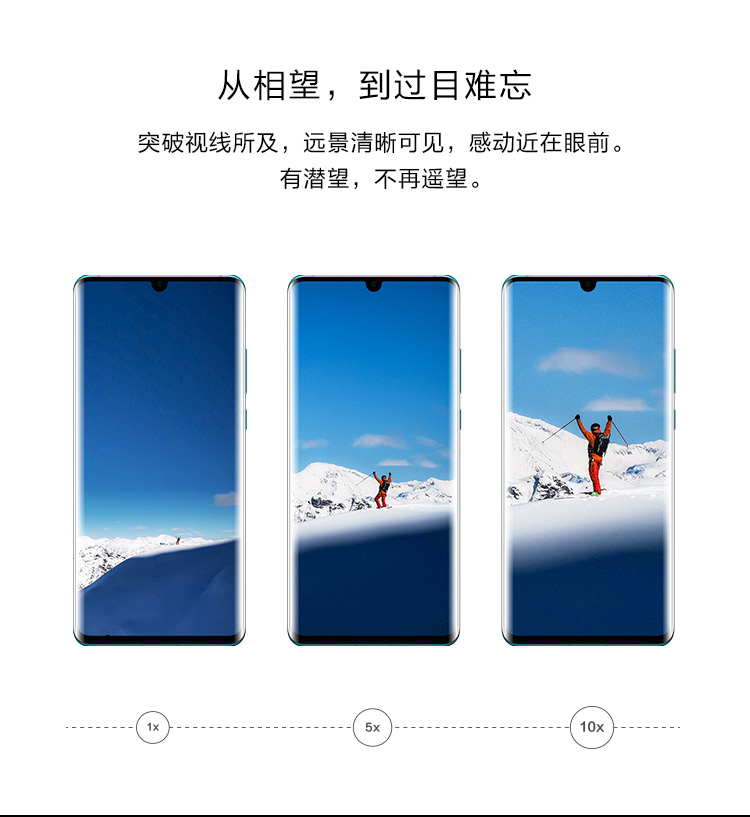 从相望，到过目难忘
突破视线所及，远景清晰可见，感动近在眼前。
有潜望，不再遥望。
1x
5x
10x